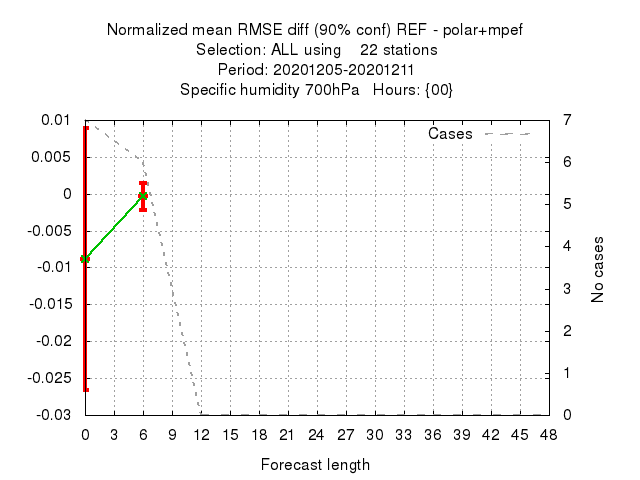 Normalized mean RMSE diff (90% conf) REF - polar+mpef
Selection: ALL using 22 stations
Period: 20201205-20201211
Specific humidity 700hPa Hours: {00}
0.01
0.005
0
-0.005
-0.01
-0.015
-0.02
-0.025
-0.03
Cases
7
6
5
4
3
2
1
0
No cases
0 3 6 9 12 15 18 21 24 27 30 33 36 39 42 45 48
Forecast length